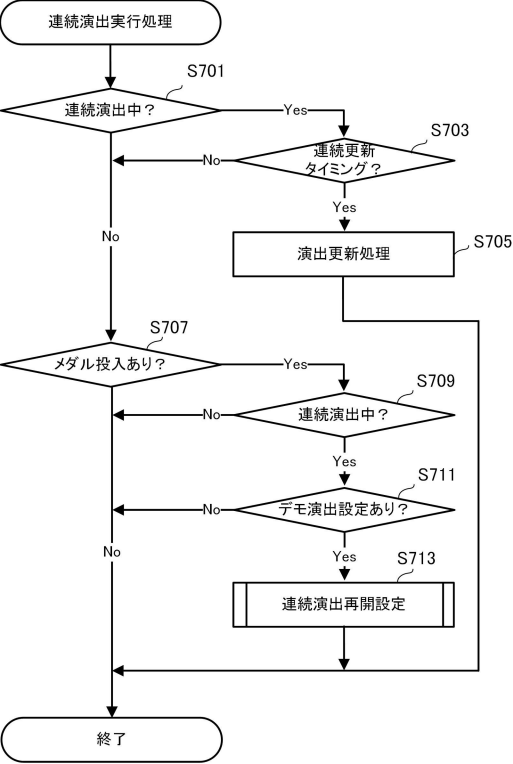 連続演出実行処理
S701
連続演出中？
Yes
S703
連続更新
タイミング？
No
Yes
S705
演出更新処理
No
S707
メダル投入あり？
Yes
S709
連続演出中？
No
Yes
S711
デモ演出設定あり？
No
Yes
No
S713
連続演出再開設定
終了